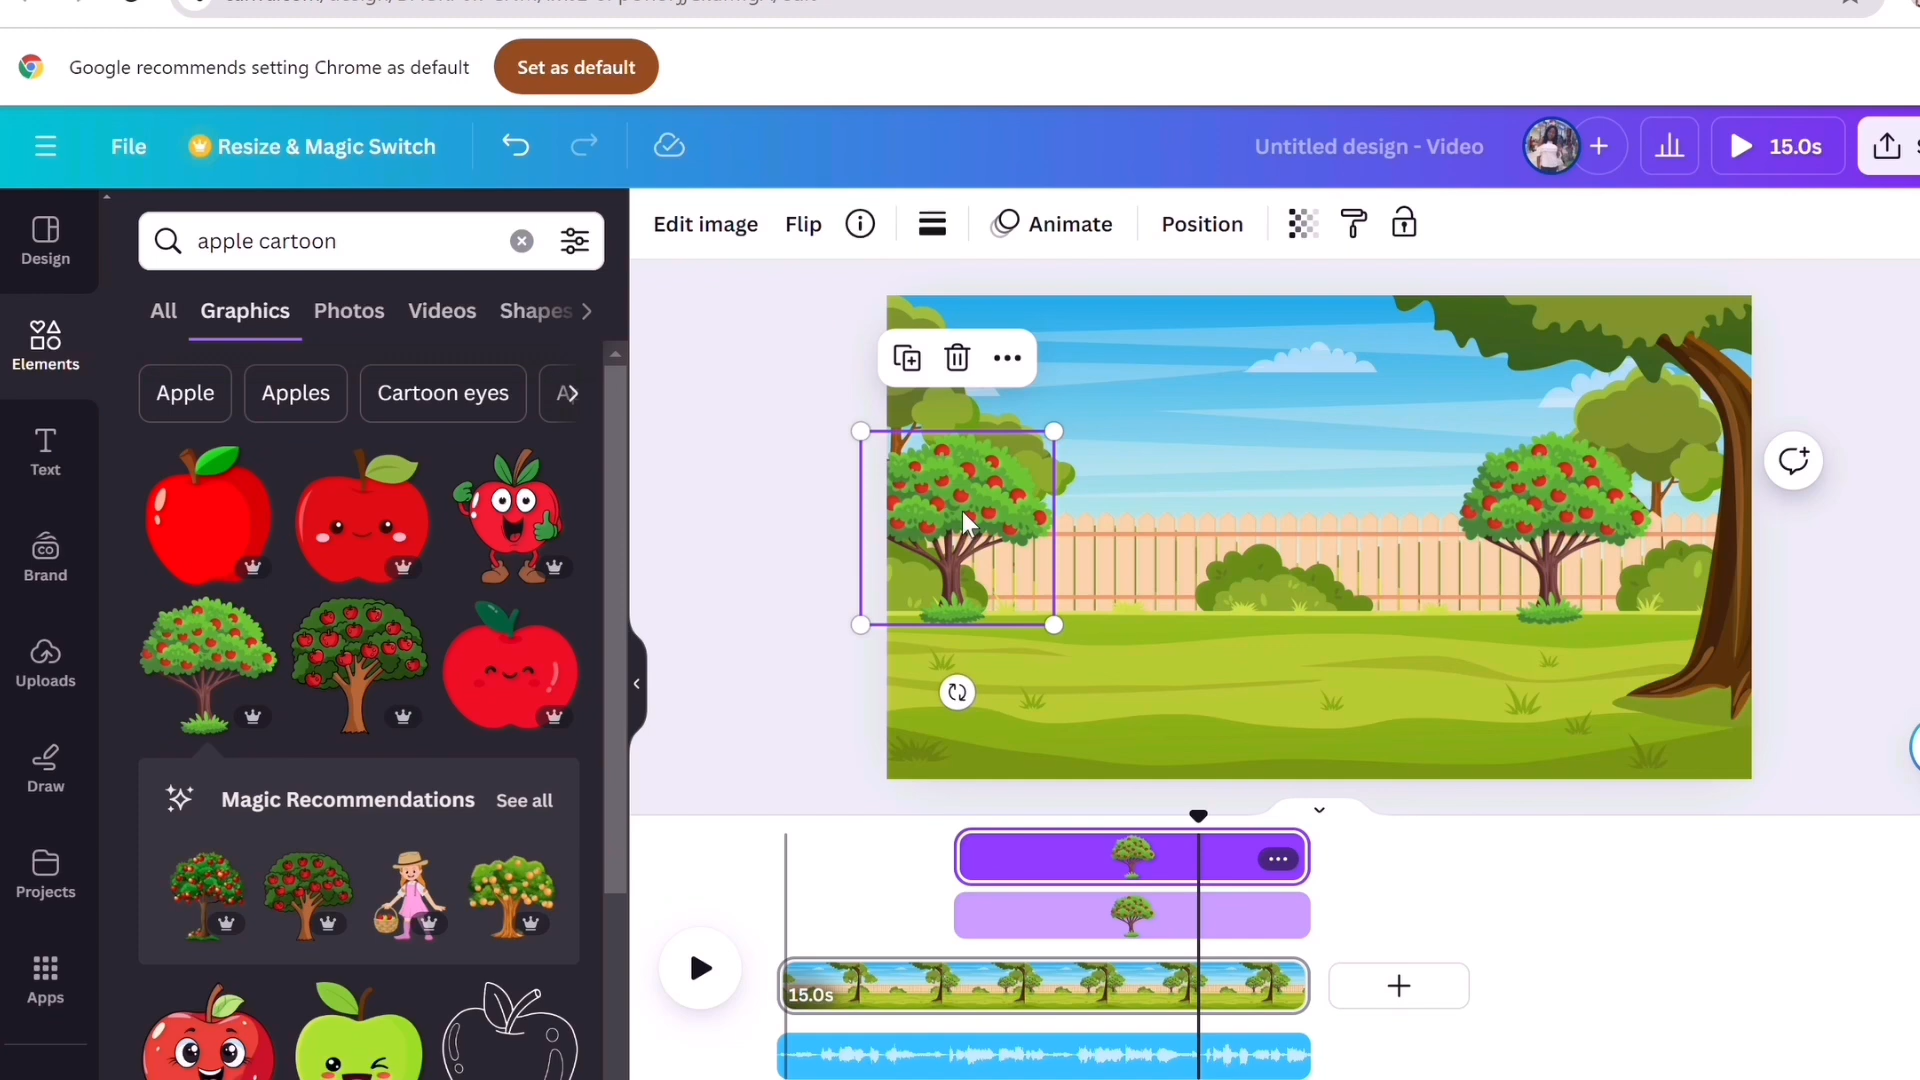 Google recommends setting Chrome as default
Set as default
File
Resize & Magic Switch
Untitled design - Video
15.0s
Design
Elements
Text
Brand
Uploads
Draw
Projects
Apps
apple cartoon
All
Graphics
Photos
Videos
Shapes
Apple
Apples
Cartoon eyes
Magic Recommendations
See all
Edit image
Flip
Animate
Position
CO
15.0s